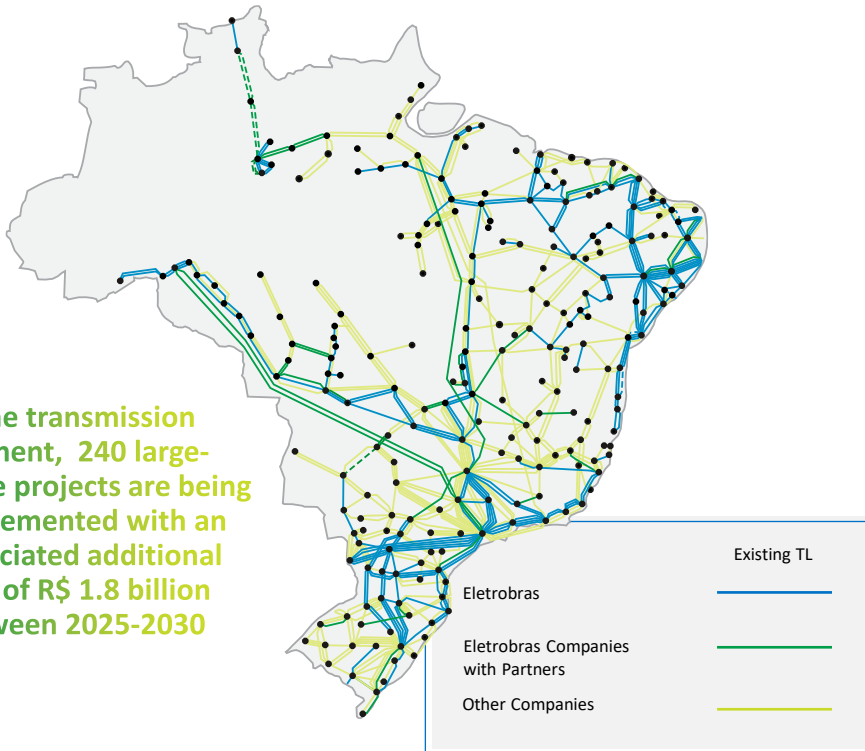 he transmission
ment, 240 large-
e projects are being
emented with an
ciated additional
of R$ 1.8 billion
ween 2025-2030
Existing TL
Eletrobras
Eletrobras Companies
with Partners
Other Companies